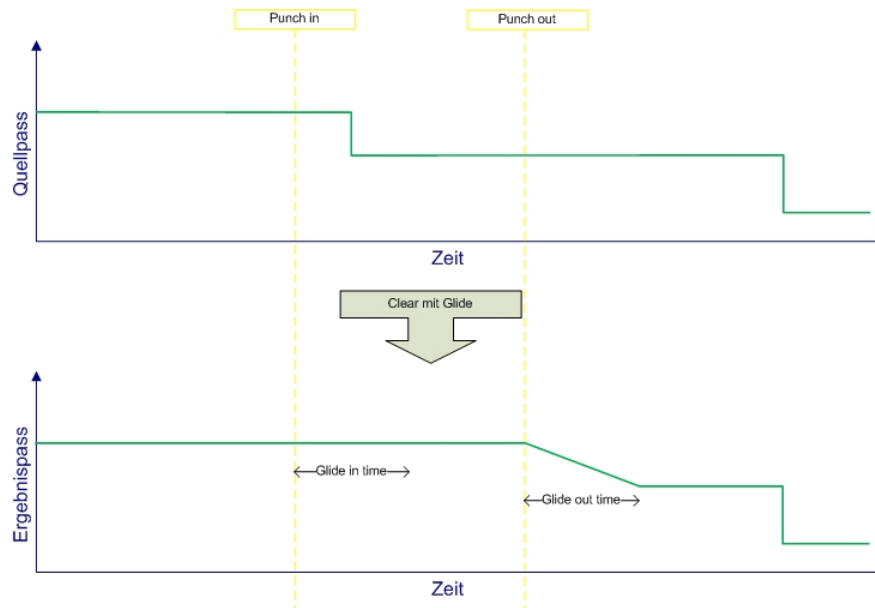 Punch in
Punch out
Quellpass
Zeit
Clear mit Glide
Ergebnispass
Glide in time
Glide out time
Zeit